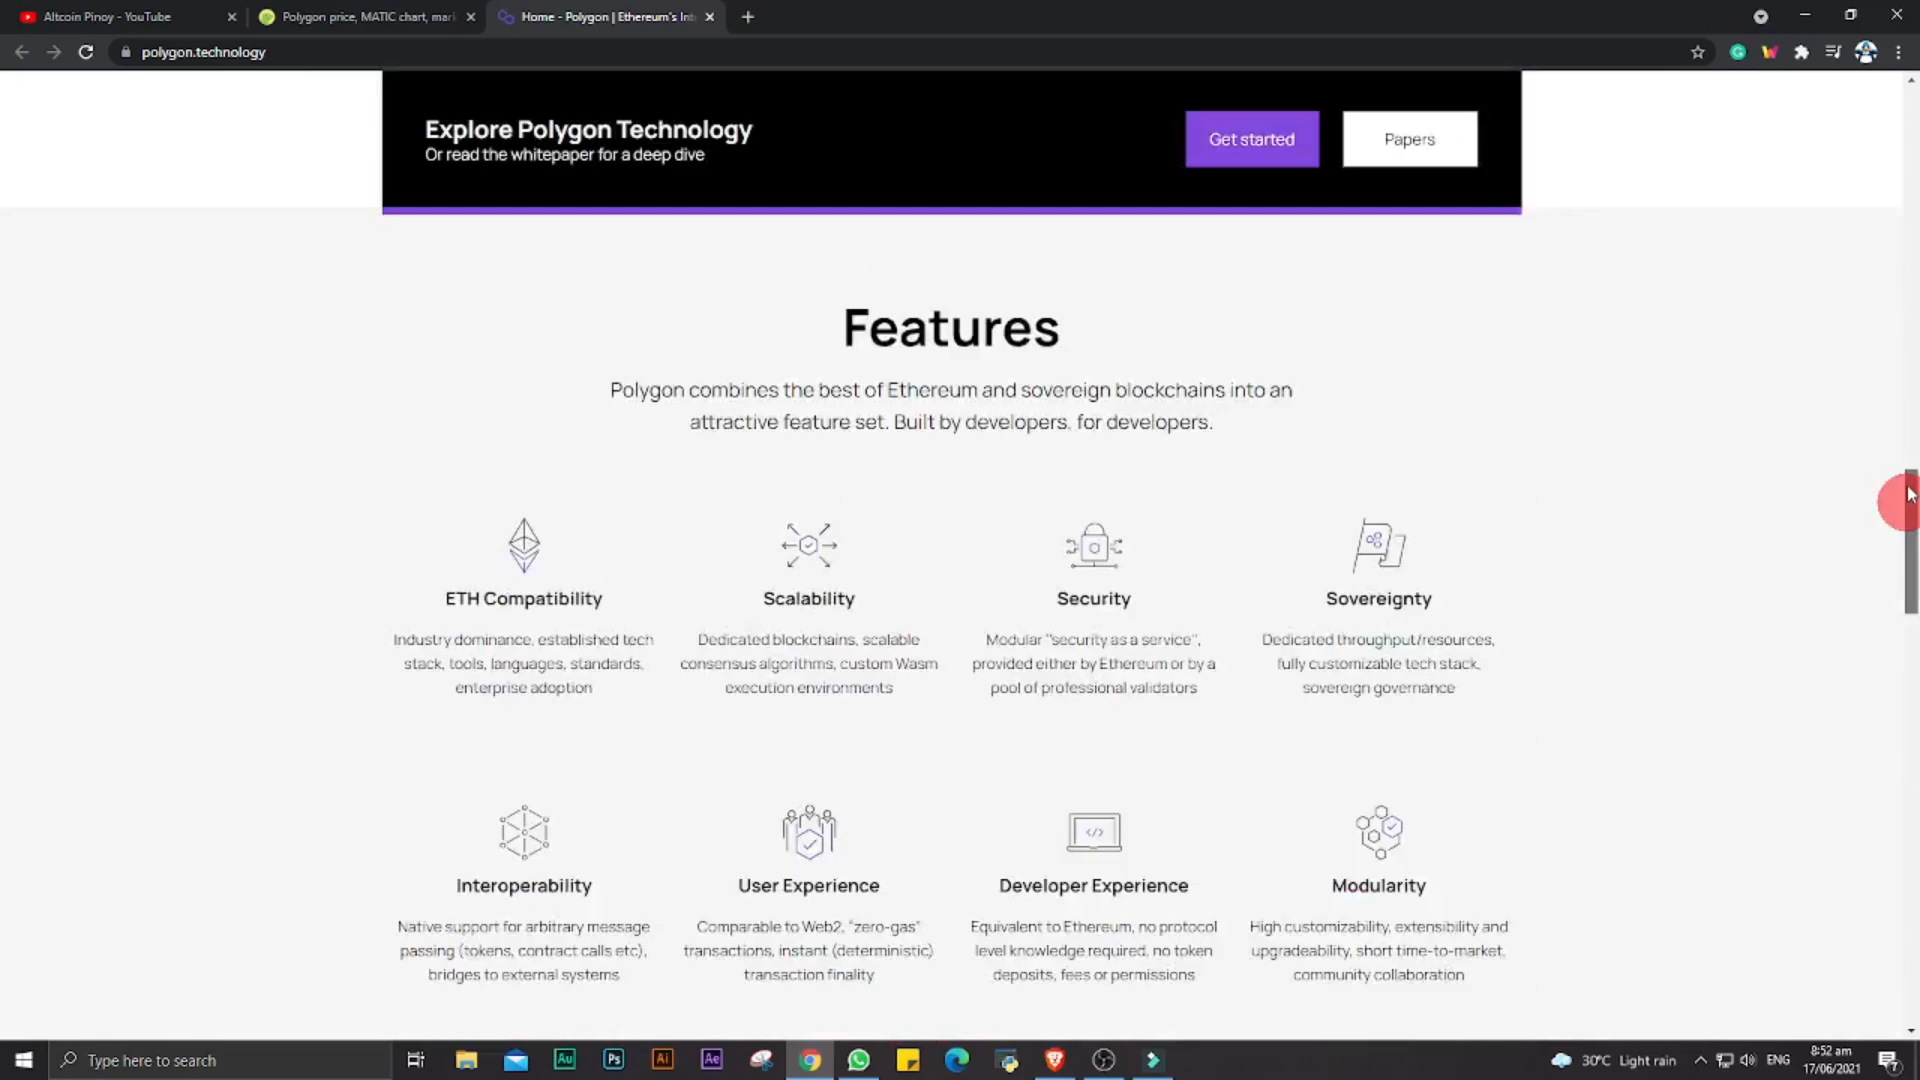 Altcoin Pinoy - YouTube
Polygon price, MATIC chart, mar
Home - Polygon | Ethereum's Int
polygon.technology
Explore Polygon Technology
Or read the whitepaper for a deep dive
Get started
Papers
Features
Polygon combines the best of Ethereum and sovereign blockchains into an
attractive feature set. Built by developers, for developers.
ETH Compatibility
Industry dominance, established tech
stack, tools, languages, standards,
enterprise adoption
Scalability
Dedicated blockchains, scalable
consensus algorithms, custom Wasm
execution environments
Security
Modular "security as a service",
provided either by Ethereum or by a
pool of professional validators
Sovereignty
Dedicated throughput/resources,
fully customizable tech stack,
sovereign governance
Interoperability
Native support for arbitrary message
passing (tokens, contract calls etc),
bridges to external systems
User Experience
Comparable to Web2, "zero-gas"
transactions, instant (deterministic)
transaction finality
Developer Experience
Equivalent to Ethereum, no protocol
level knowledge required, no token
deposits, fees or permissions
Modularity
High customizability, extensibility and
upgradeability, short time-to-market,
community collaboration
Type here to search
Au
Ps
Ai
Ae
30°C Light rain
ENG
8:52 am
17/06/2021
7